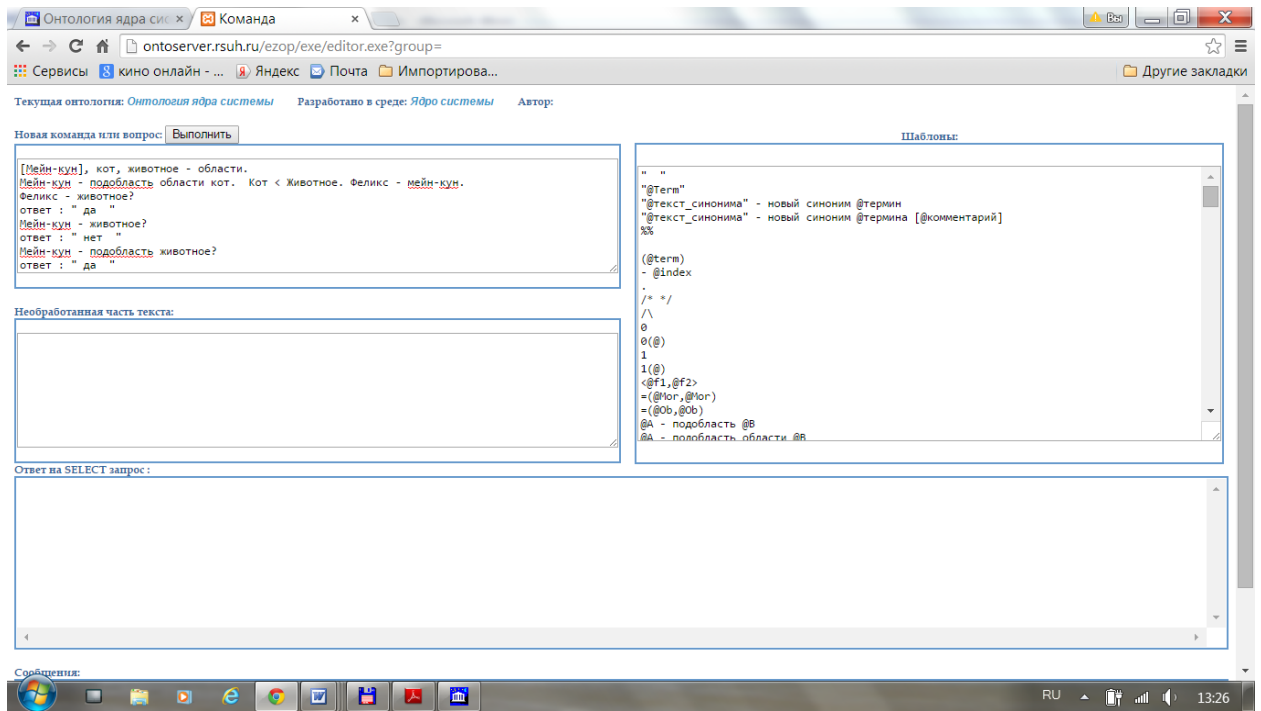 Онтология ядра сис
Команда
Вы
ontoserver.rsuh.ru/ezop/exe/editor.exe?group=
Сервисы кино онлайн - ... Яндекс Почта Импортирова... Другие закладки
Текущая онтология: Онтология ядра системы Разработано в среде: Ядро системы Автор:
Новая команда или вопрос: Выполнить
[Мейн-кун], кот, животное - области.
Мейн-кун - подобласть области кот. Кот < Животное. Феликс - мейн-кун.
Феликс - животное?
ответ : " да "
Мейн-кун - животное?
ответ : " нет "
Мейн-кун - подобласть животное?
ответ : " да "
Необработанная часть текста:
Шаблоны:
" "
"@Term"
"@текст_синонима" - новый синоним @термин
"@текст_синонима" - новый синоним @термина [@комментарий]
%%
(@term)
- @index
.
/* */
/\
0
0(@)
1
1(@)
<@f1,@f2>
=(@Mor,@Mor)
=(@Ob,@Ob)
@A - подобласть @B
@A - подобласть области @B
Ответ на SELECT запрос :
Сообщения:
RU 13:26